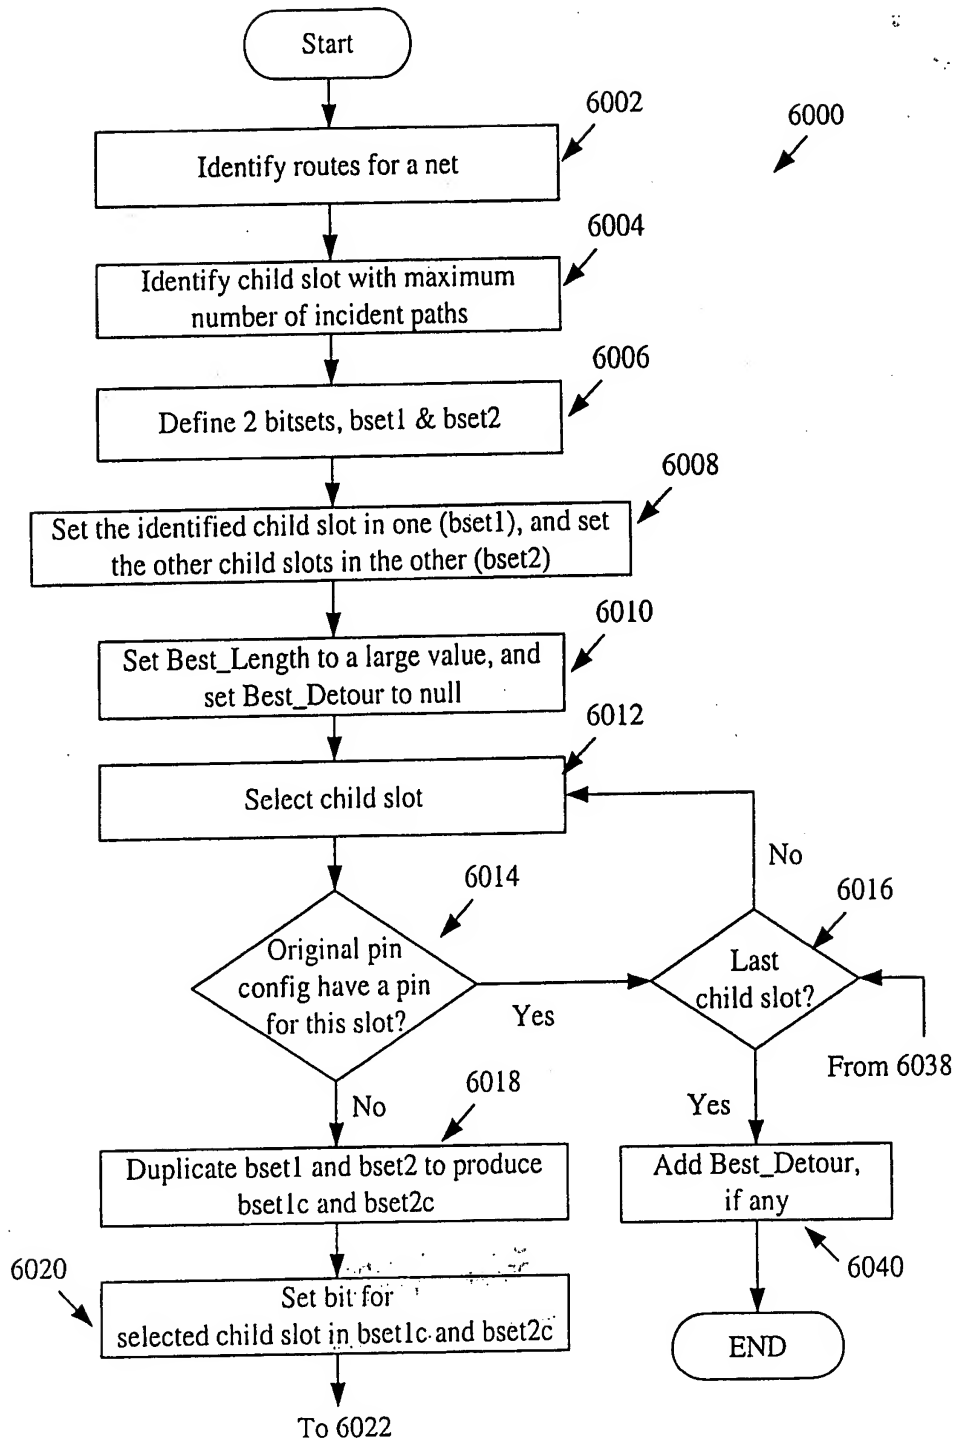 Start
6002
6000
Identify routes for a net
6004
Identify child slot with maximum
number of incident paths
6006
Define 2 bitsets, bset1 & bset2
6008
Set the identified child slot in one (bset1), and set
the other child slots in the other (bset2)
6010
Set Best_Length to a large value, and
set Best_Detour to null
6012
Select child slot
No
6014
6016
Original pin
config have a pin
for this slot?
Yes
Last
child slot?
From 6038
No
6018
Yes
Duplicate bset1 and bset2 to produce
bset1c and bset2c
Add Best_Detour,
if any
6040
6020
Set bit for
selected child slot in bset1c and bset2c
END
To 6022